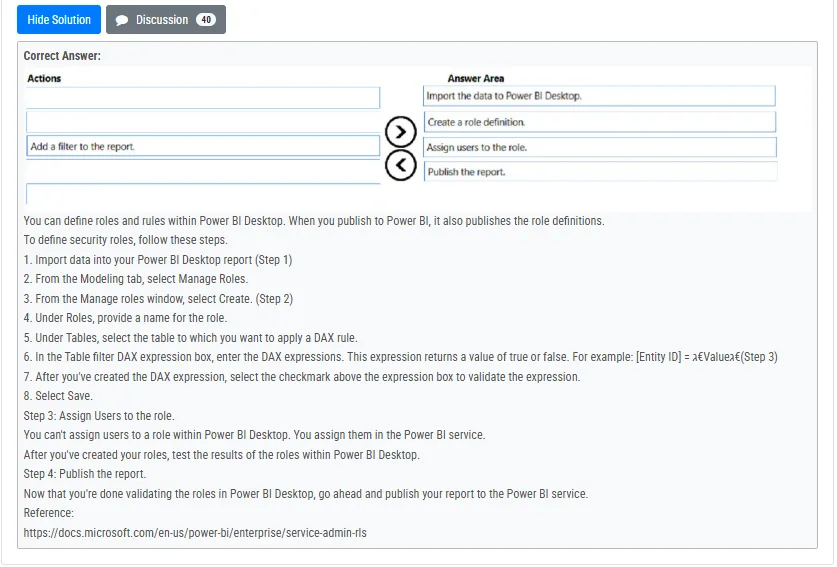 Hide Solution
Discussion 40
Correct Answer:
Actions
Answer Area
Import the data to Power BI Desktop.
Create a role definition.
Add a filter to the report.
Assign users to the role.
Publish the report.
You can define roles and rules within Power BI Desktop. When you publish to Power BI, it also publishes the role definitions.
To define security roles, follow these steps.
1. Import data into your Power BI Desktop report (Step 1)
2. From the Modeling tab, select Manage Roles.
3. From the Manage roles window, select Create. (Step 2)
4. Under Roles, provide a name for the role.
5. Under Tables, select the table to which you want to apply a DAX rule.
6. In the Table filter DAX expression box, enter the DAX expressions. This expression returns a value of true or false. For example: [Entity ID] = ג€Valueג€(Step 3)
7. After you've created the DAX expression, select the checkmark above the expression box to validate the expression.
8. Select Save.
Step 3: Assign Users to the role.
You can't assign users to a role within Power BI Desktop. You assign them in the Power BI service.
After you've created your roles, test the results of the roles within Power BI Desktop.
Step 4: Publish the report.
Now that you're done validating the roles in Power BI Desktop, go ahead and publish your report to the Power BI service.
Reference:
https://docs.microsoft.com/en-us/power-bi/enterprise/service-admin-rls